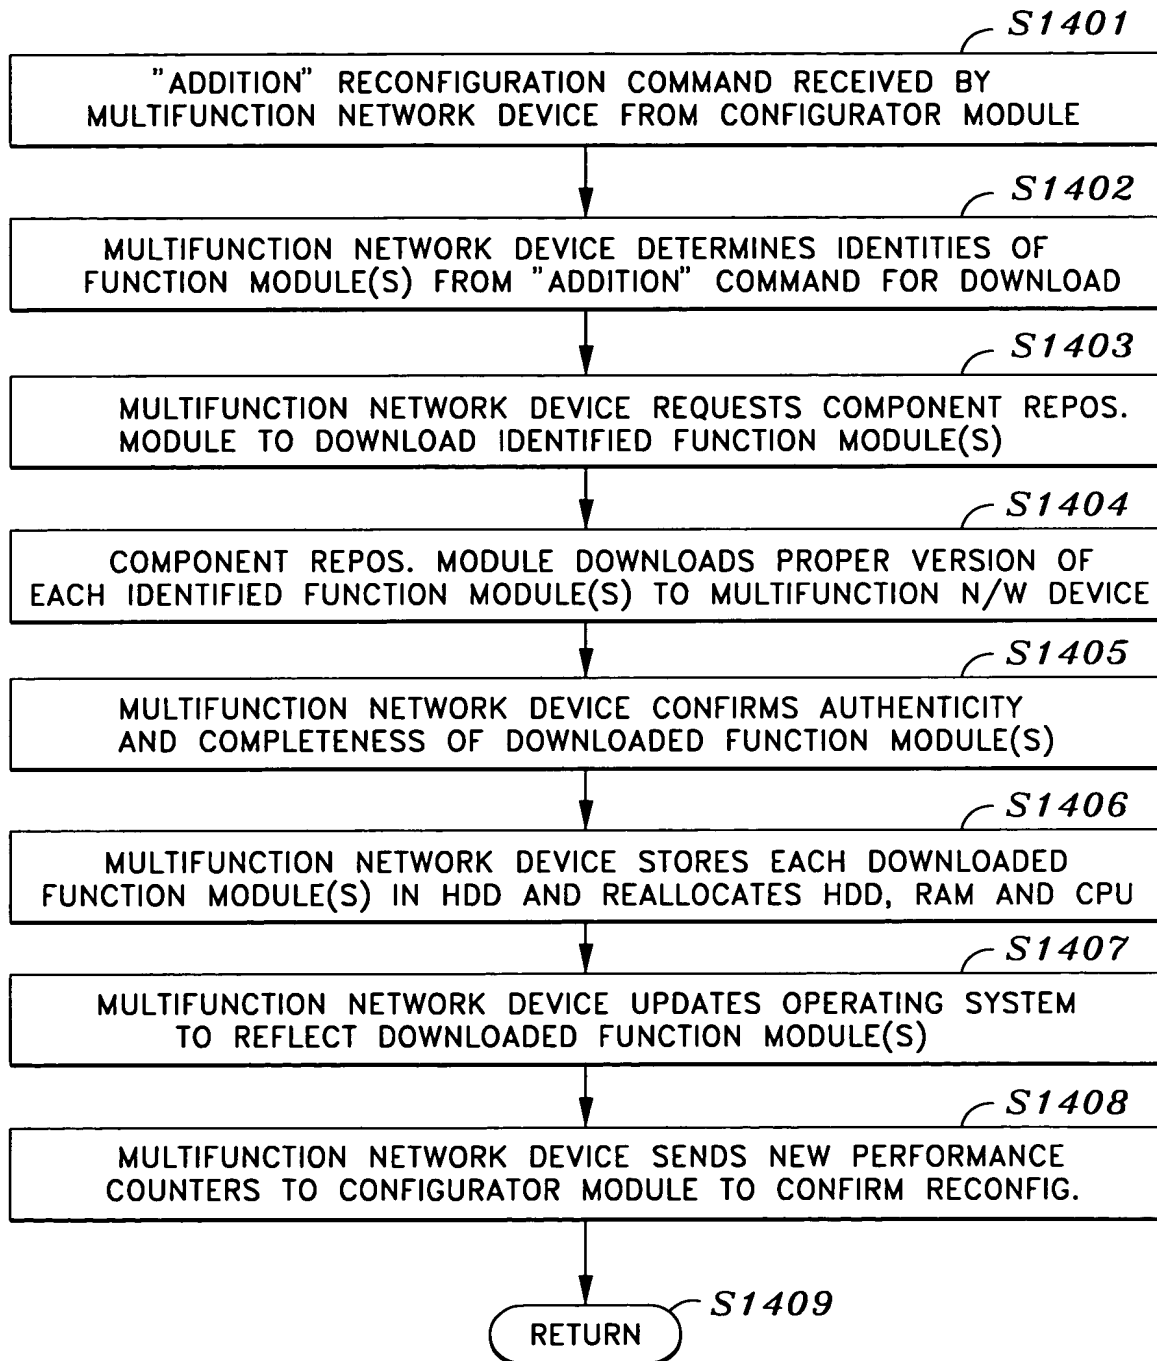 S1401
"ADDITION" RECONFIGURATION COMMAND RECEIVED BY
MULTIFUNCTION NETWORK DEVICE FROM CONFIGURATOR MODULE
S1402
MULTIFUNCTION NETWORK DEVICE DETERMINES IDENTITIES OF
FUNCTION MODULE(S) FROM "ADDITION" COMMAND FOR DOWNLOAD
S1403
MULTIFUNCTION NETWORK DEVICE REQUESTS COMPONENT REPOS.
MODULE TO DOWNLOAD IDENTIFIED FUNCTION MODULE(S)
S1404
COMPONENT REPOS. MODULE DOWNLOADS PROPER VERSION OF
EACH IDENTIFIED FUNCTION MODULE(S) TO MULTIFUNCTION N/W DEVICE
S1405
MULTIFUNCTION NETWORK DEVICE CONFIRMS AUTHENTICITY
AND COMPLETENESS OF DOWNLOADED FUNCTION MODULE(S)
S1406
MULTIFUNCTION NETWORK DEVICE STORES EACH DOWNLOADED
FUNCTION MODULE(S) IN HDD AND REALLOCATES HDD, RAM AND CPU
S1407
MULTIFUNCTION NETWORK DEVICE UPDATES OPERATING SYSTEM
TO REFLECT DOWNLOADED FUNCTION MODULE(S)
S1408
MULTIFUNCTION NETWORK DEVICE SENDS NEW PERFORMANCE
COUNTERS TO CONFIGURATOR MODULE TO CONFIRM RECONFIG.
S1409
RETURN